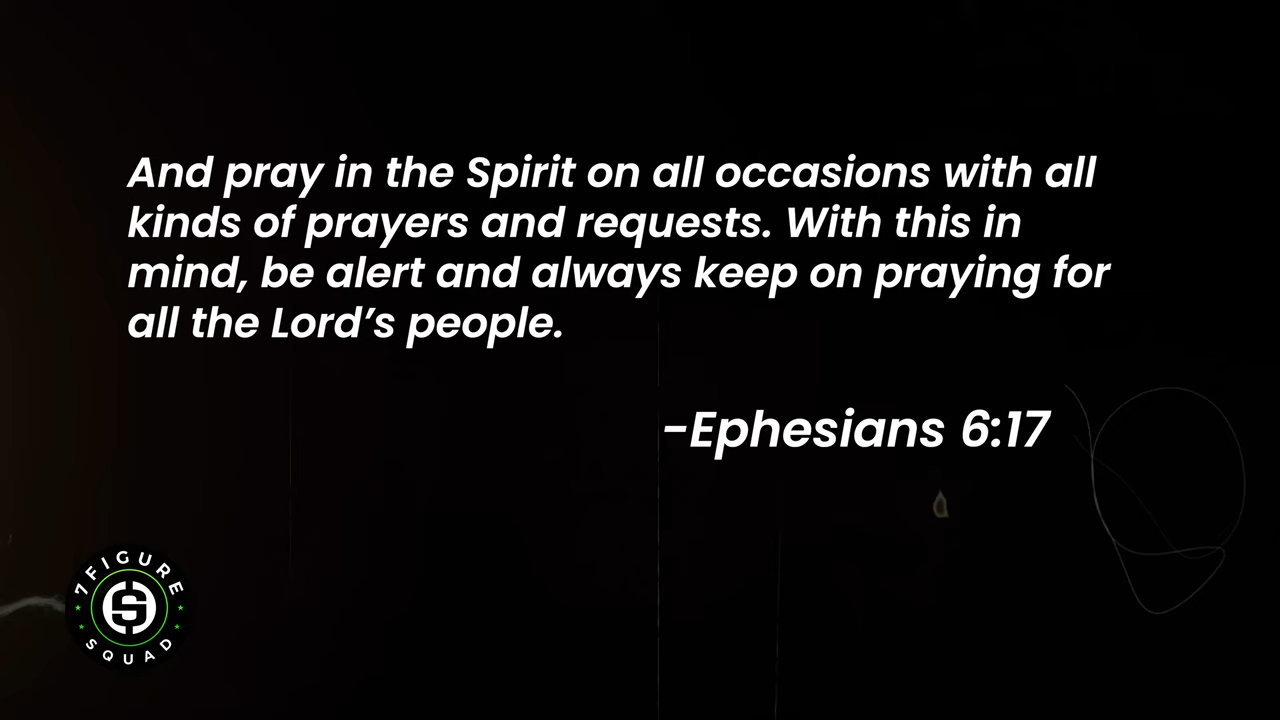 And pray in the Spirit on all occasions with all
kinds of prayers and requests. With this in
mind, be alert and always keep on praying for
all the Lord’s people.
-Ephesians 6:17
7FIGURE
SQUAD